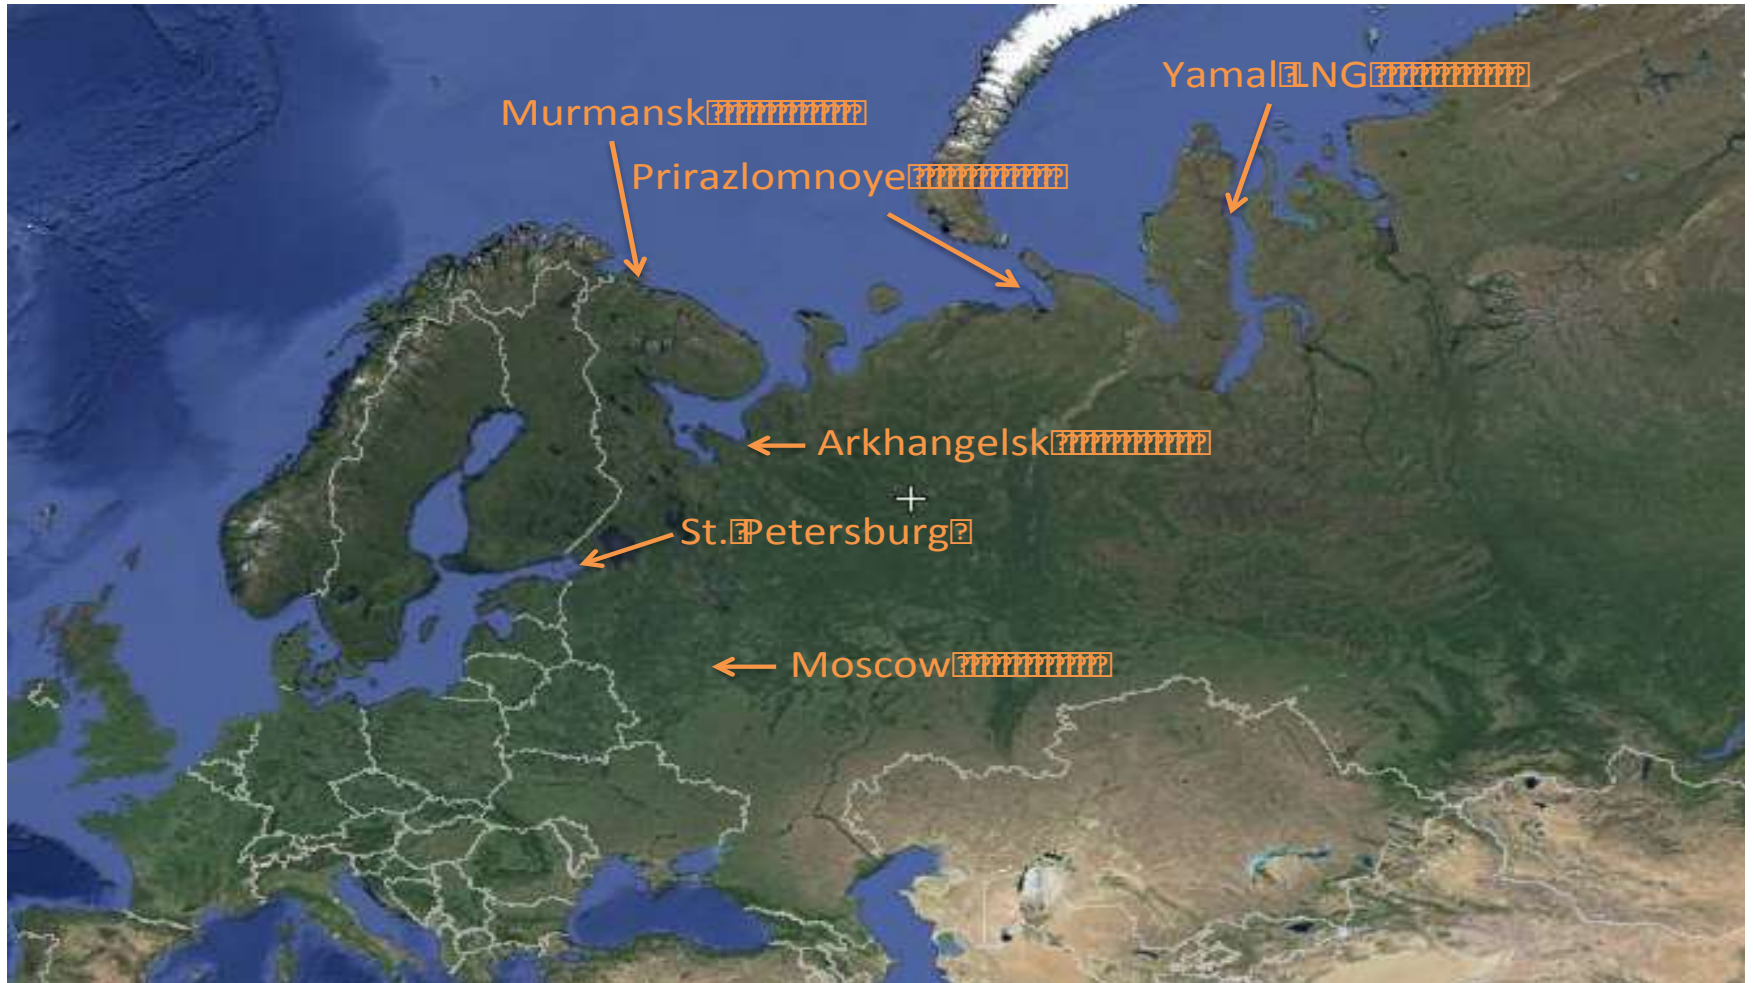 Yamal LNG
Murmansk
Prirazlomnoye
Arkhangelsk
St. Petersburg
Moscow